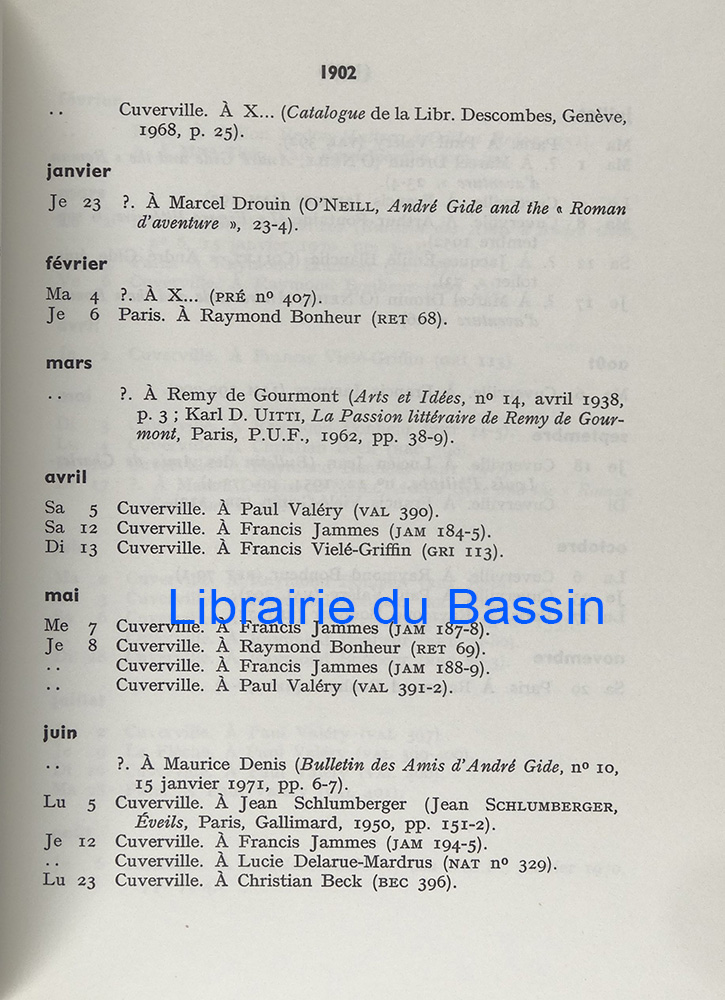 1902
.. Cuverville. À X... (Catalogue de la Libr. Descombes, Genève,
1968, p. 25).
janvier
Je 23 ?. À Marcel Drouin (O'NEILL, André Gide and the « Roman
d'aventure », 23-4).
février
Ma 4 ?. À X... (PRÉ nº 407).
Je 6 Paris. À Raymond Bonheur (RET 68).
mars
.. ?. À Remy de Gourmont (Arts et Idées, nº 14, avril 1938,
p. 3 ; Karl D. UITTI, La Passion littéraire de Remy de Gour-
mont, Paris, P.U.F., 1962, pp. 38-9).
avril
Sa 5 Cuverville. À Paul Valéry (VAL 390).
Sa 12 Cuverville. À Francis Jammes (JAM 184-5).
Di 13 Cuverville. À Francis Vielé-Griffin (GRI 113).
mai
Librairie du Bassin
Me 7 Cuverville. À Francis Jammes (JAM 187-8).
Je 8 Cuverville. À Raymond Bonheur (RET 69).
.. Cuverville. À Francis Jammes (JAM 188-9).
.. Cuverville. À Paul Valéry (VAL 391-2).
juin
.. ?. À Maurice Denis (Bulletin des Amis d'André Gide, nº 10,
15 janvier 1971, pp. 6-7).
Lu 5 Cuverville. À Jean Schlumberger (Jean SCHLUMBERGER,
Éveils, Paris, Gallimard, 1950, pp. 151-2).
Je 12 Cuverville. À Francis Jammes (JAM 194-5).
.. Cuverville. À Lucie Delarue-Mardrus (NAT nº 329).
Lu 23 Cuverville. À Christian Beck (BEC 396).